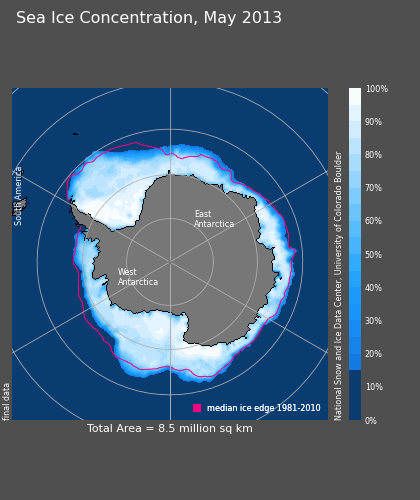 Sea Ice Concentration, May 2013
South America
East
Antarctica
West
Antarctica
median ice edge 1981-2010
final data
Total Area = 8.5 million sq km
100%
90%
80%
70%
60%
50%
40%
30%
20%
10%
0%
National Snow and Ice Data Center, University of Colorado Boulder